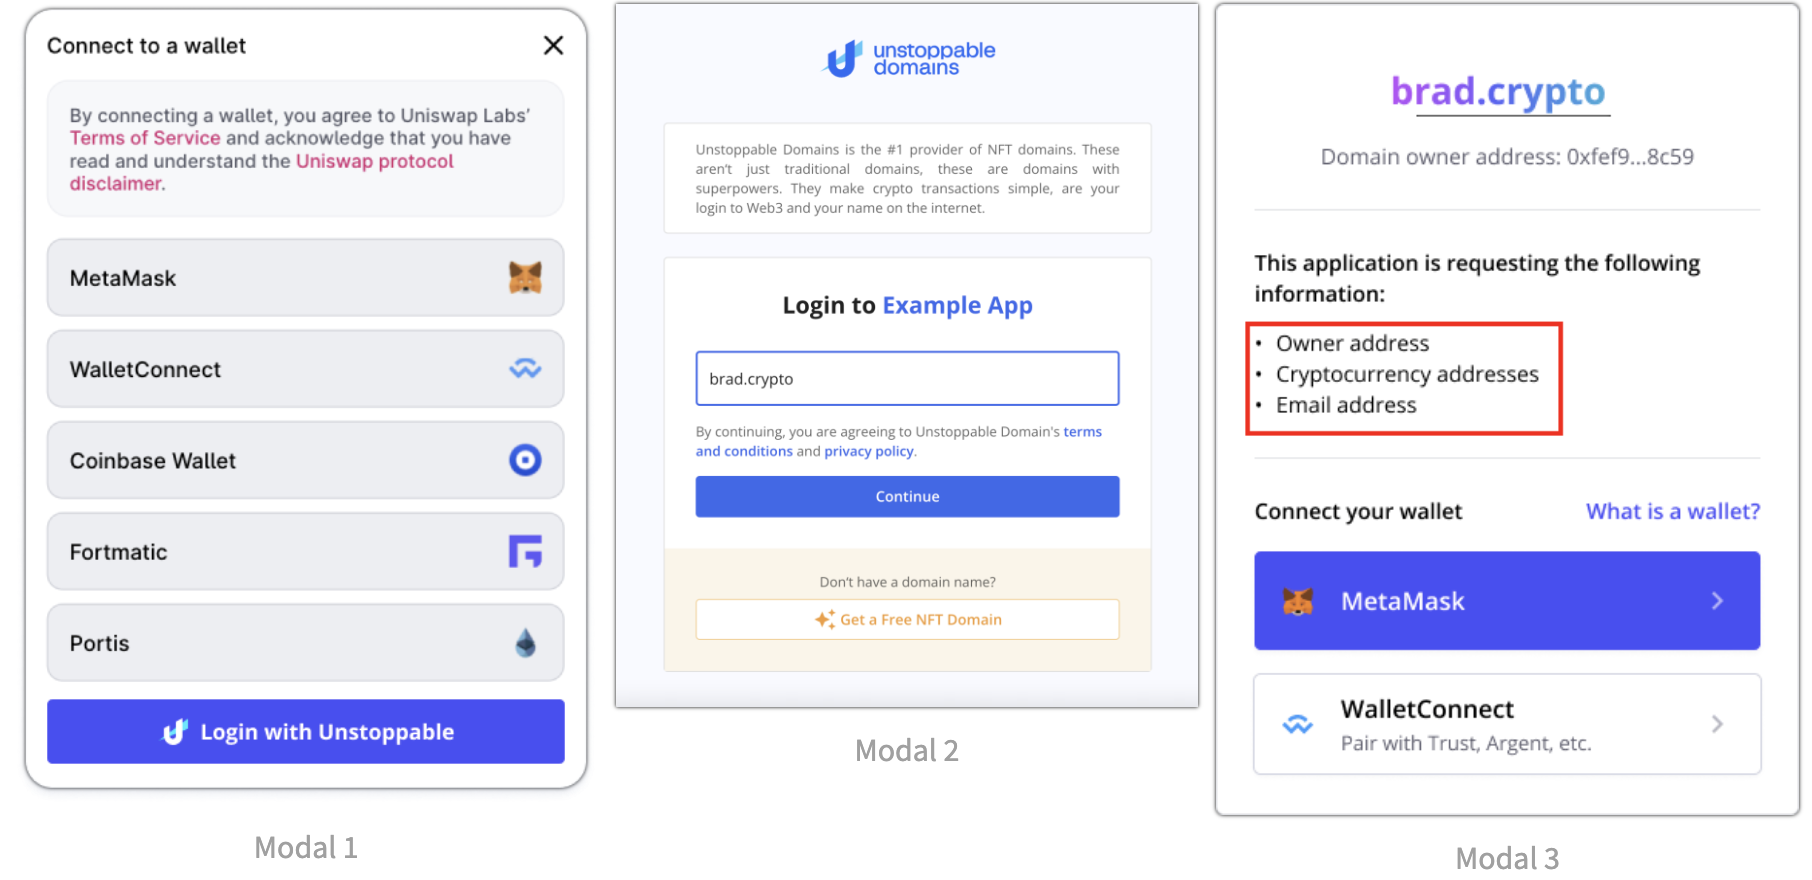 Connect to a wallet
By connecting a wallet, you agree to Uniswap Labs’
Terms of Service and acknowledge that you have
read and understand the Uniswap protocol
disclaimer.
MetaMask
WalletConnect
Coinbase Wallet
Fortmatic
Portis
Login with Unstoppable
Modal 1
unstoppable
domains
Unstoppable Domains is the #1 provider of NFT domains. These
aren’t just traditional domains, these are domains with
superpowers. They make crypto transactions simple, are your
login to Web3 and your name on the internet.
Login to Example App
brad.crypto
By continuing, you are agreeing to Unstoppable Domain's terms
and conditions and privacy policy.
Continue
Don’t have a domain name?
Get a Free NFT Domain
Modal 2
brad.crypto
Domain owner address: 0xfef9...8c59
This application is requesting the following
information:
• Owner address
• Cryptocurrency addresses
• Email address
Connect your wallet
What is a wallet?
MetaMask
WalletConnect
Pair with Trust, Argent, etc.
Modal 3